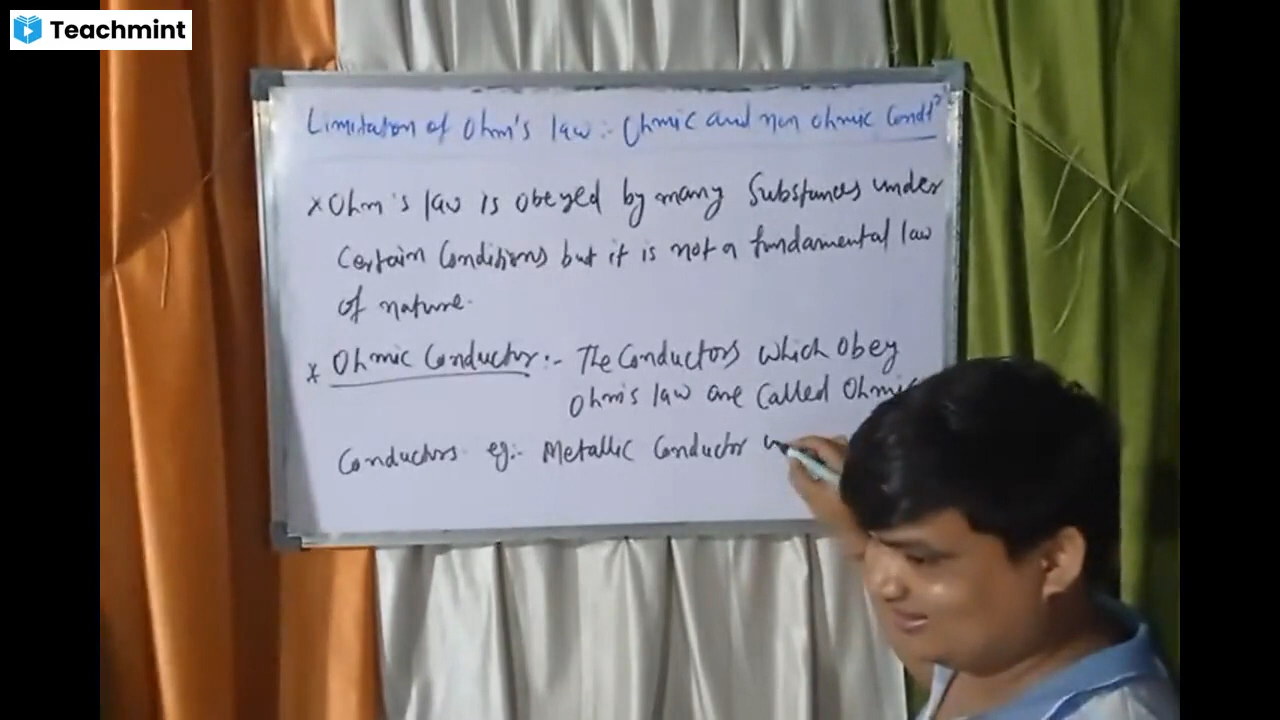 Teachmint
Limitation of Ohm's law :- Ohmic and non ohmic Condt?
* Ohm's law is obeyed by many Substances under
Certain Conditions but it is not a fundamental law
of nature.
* Ohmic Conductor :- The Conductors which obey
Ohm's law are Called Ohmic
Conductors. eg:- Metallic Conductor